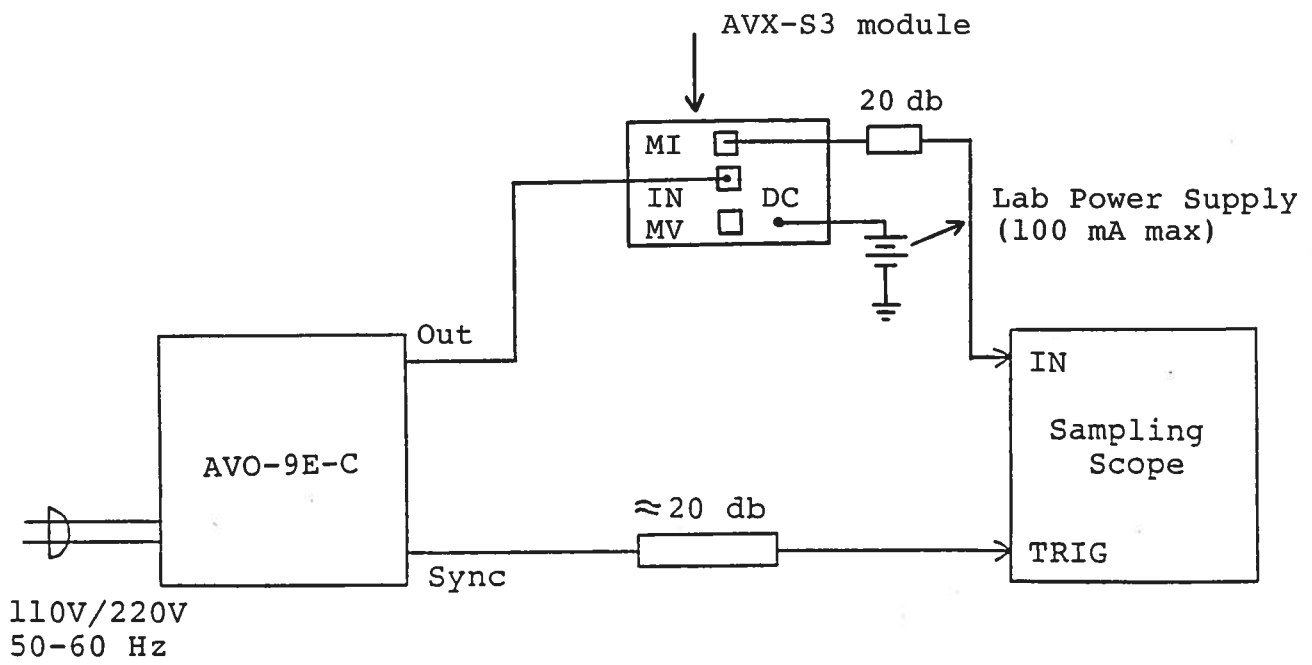 AVX-S3 module
20 db
MI
IN
DC
MV
Lab Power Supply
(100 mA max)
Out
IN
Sampling
Scope
AVO-9E-C
≈20 db
TRIG
Sync
110V/220V
50-60 Hz